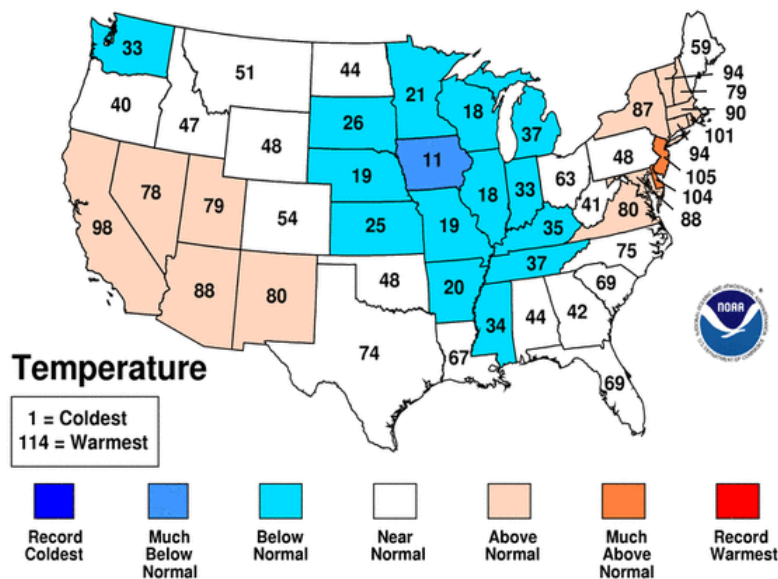 33
51
44
21
18
37
59
94
79
90
101
94
105
104
88
87
40
47
48
26
11
19
18
33
63
48
41
80
98
78
79
54
25
19
35
37
75
88
80
48
20
34
44
42
69
74
67
69
NOAA
Temperature
1 = Coldest
114 = Warmest
Record
Coldest
Much
Below
Normal
Below
Normal
Near
Normal
Above
Normal
Much
Above
Normal
Record
Warmest